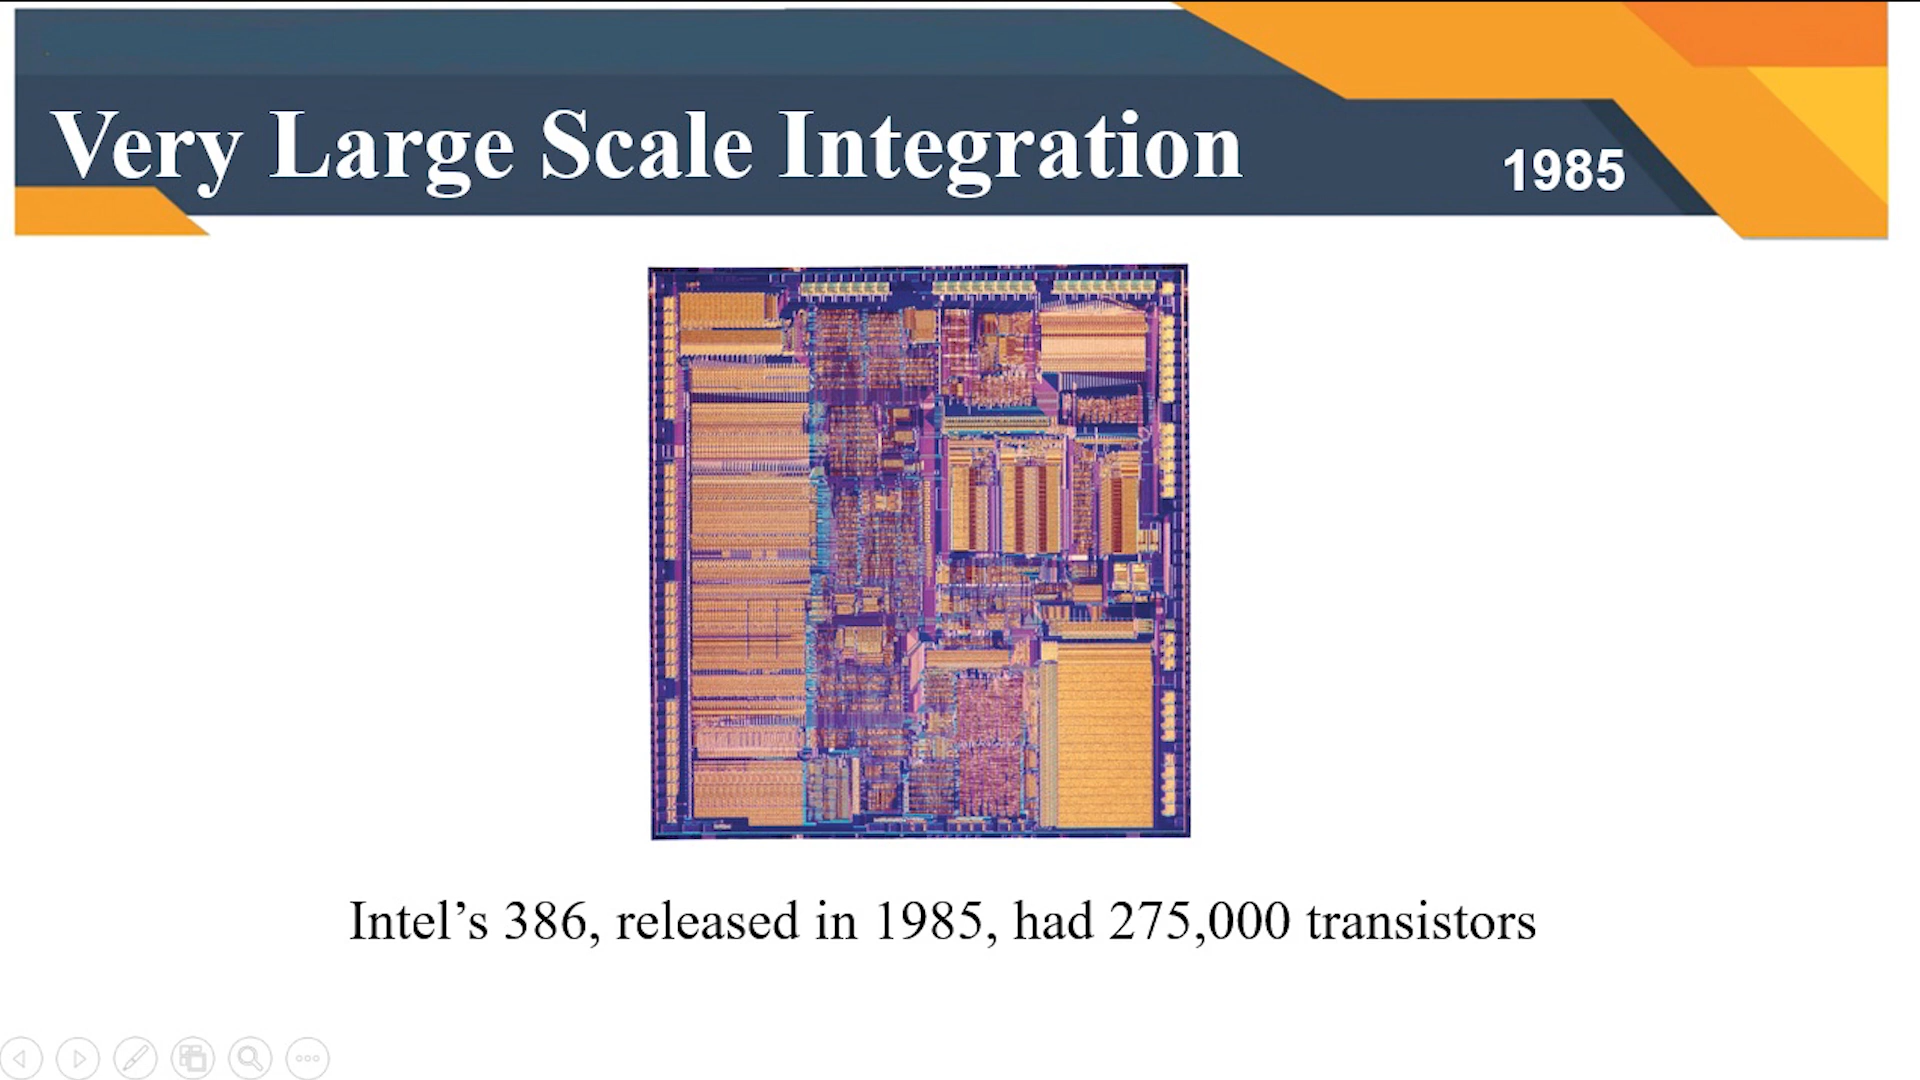 Very Large Scale Integration
1985
Intel’s 386, released in 1985, had 275,000 transistors